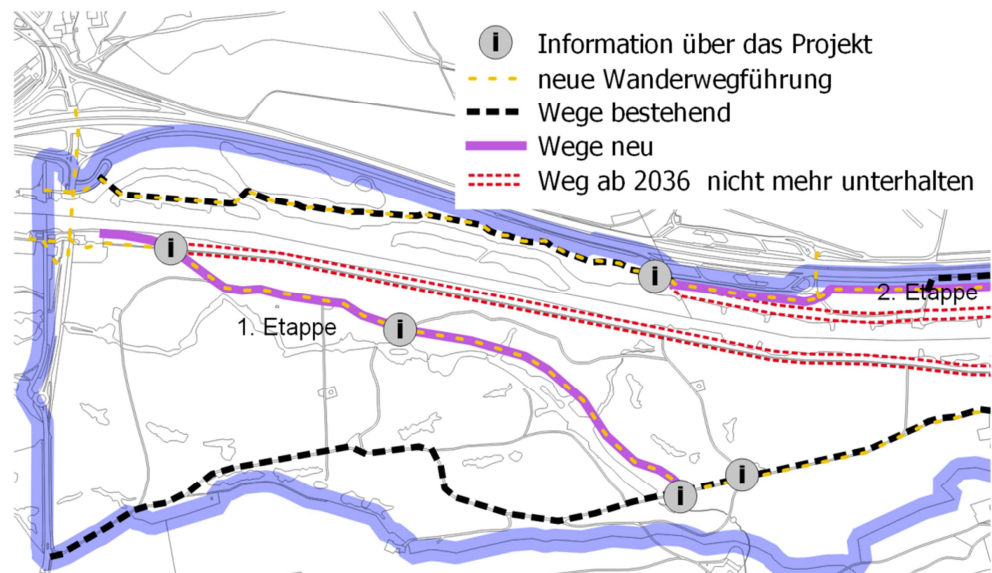 i Information über das Projekt
neue Wanderwegführung
Wege bestehend
Wege neu
Weg ab 2036 nicht mehr unterhalten
i
i
2. Etappe
1. Etappe
i
i
i